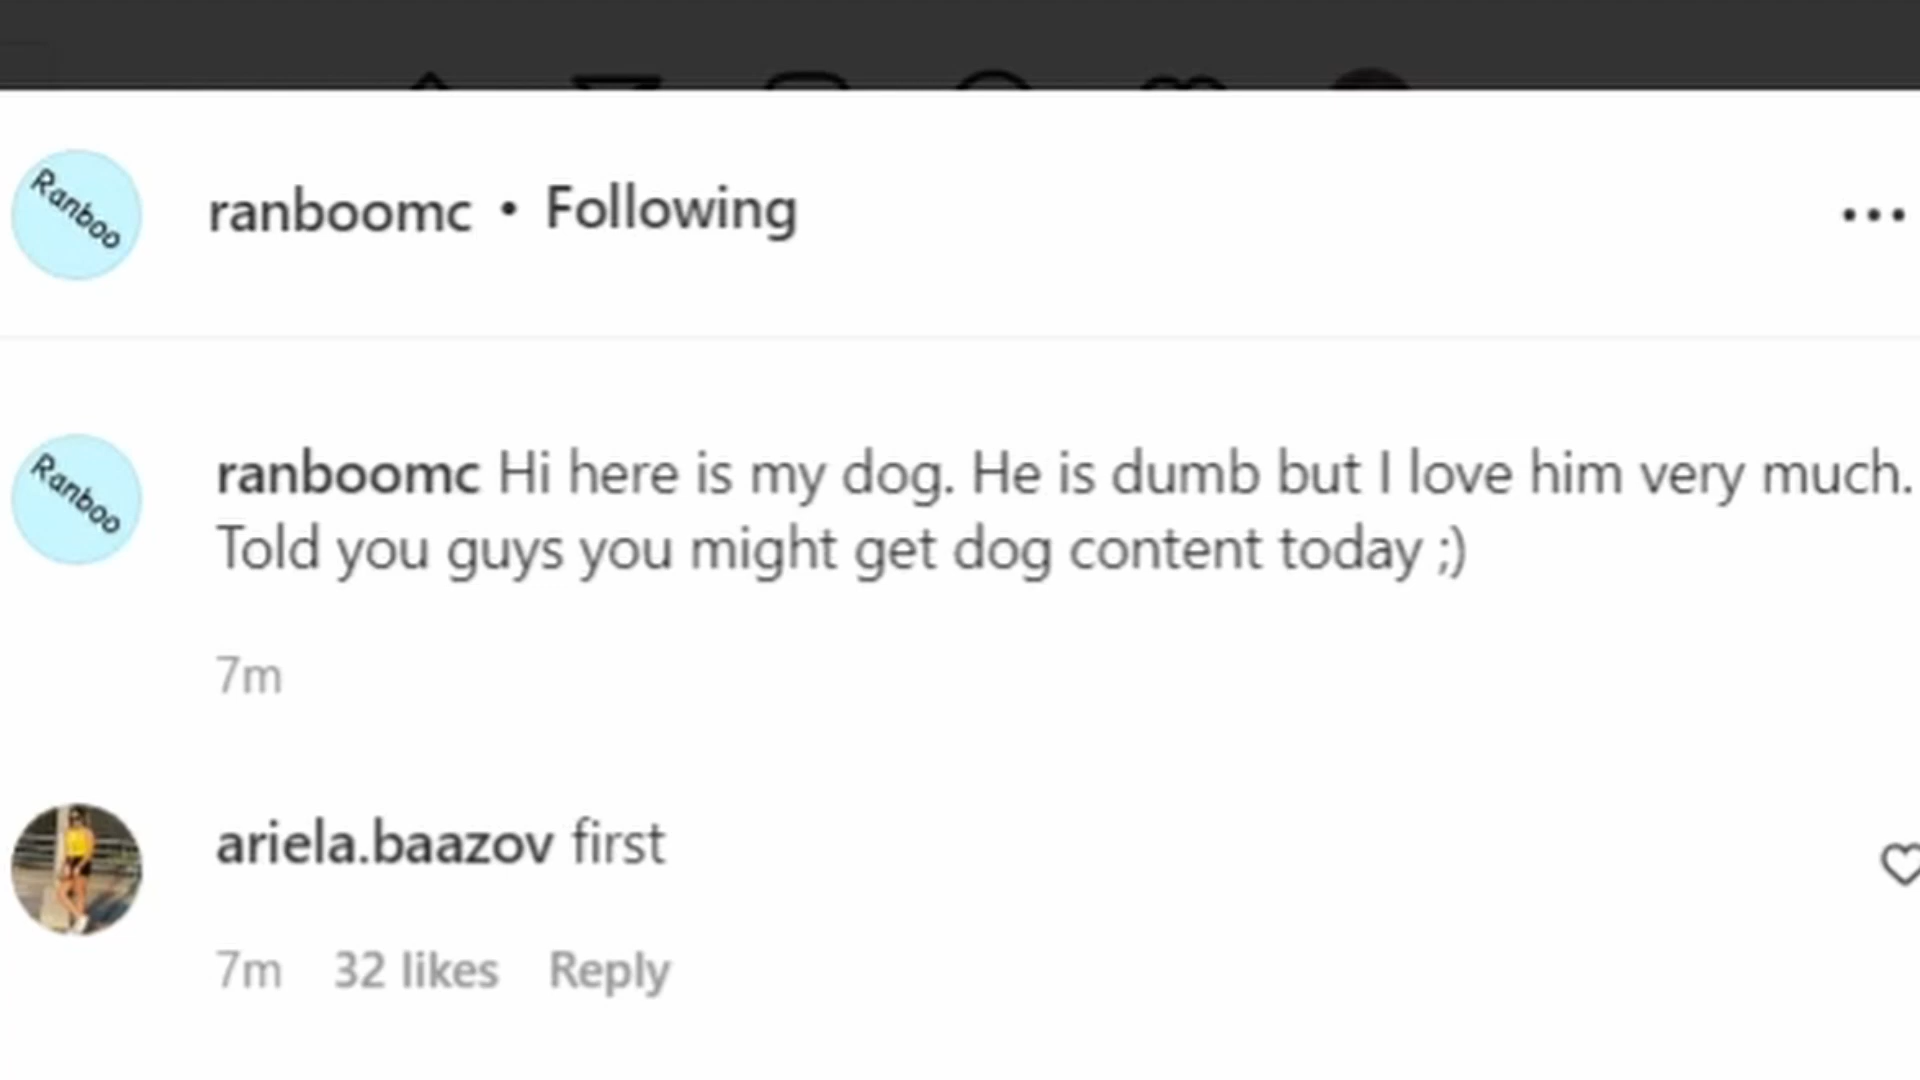 Ranboo
ranboomc • Following
Ranboo
ranboomc Hi here is my dog. He is dumb but I love him very much.
Told you guys you might get dog content today ;)
7m
ariela.baazov first
7m 32 likes Reply